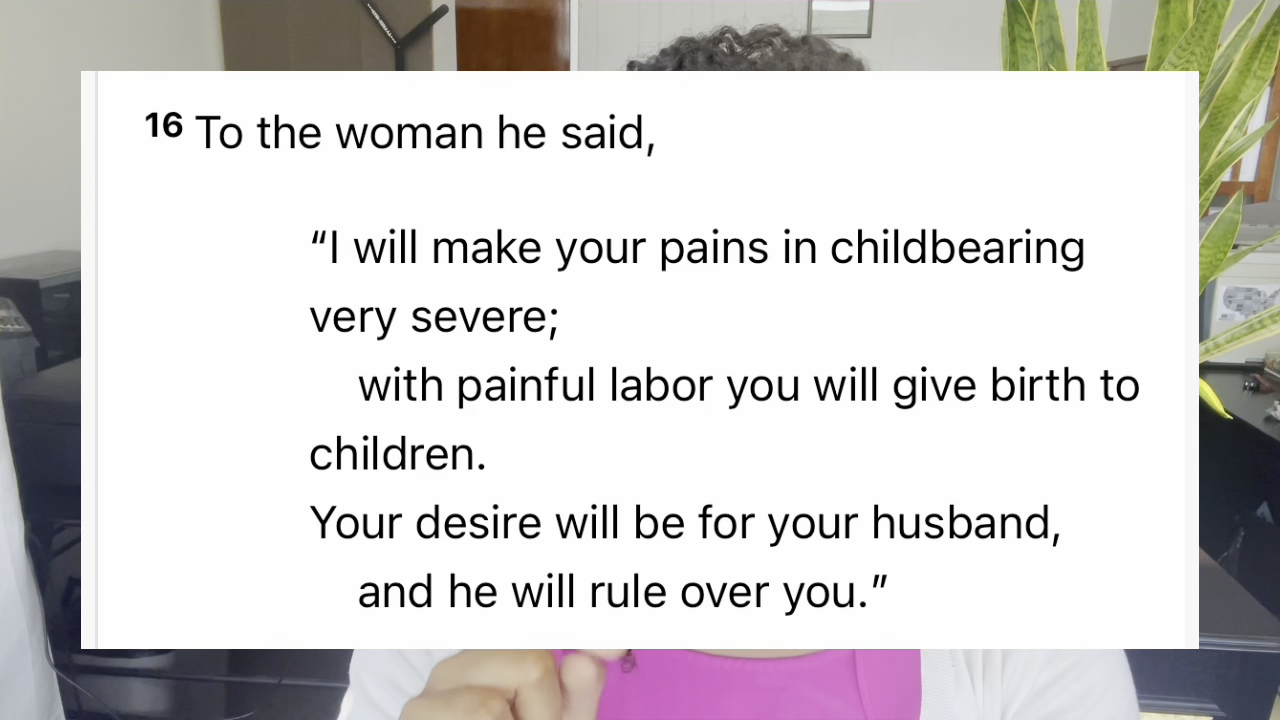 16 To the woman he said,
“I will make your pains in childbearing
very severe;
with painful labor you will give birth to
children.
Your desire will be for your husband,
and he will rule over you.”